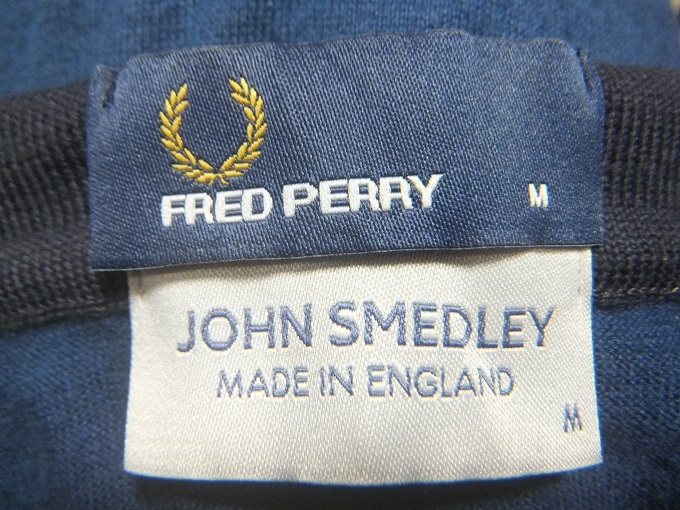 FRED PERRY M
JOHN SMEDLEY
MADE IN ENGLAND
M